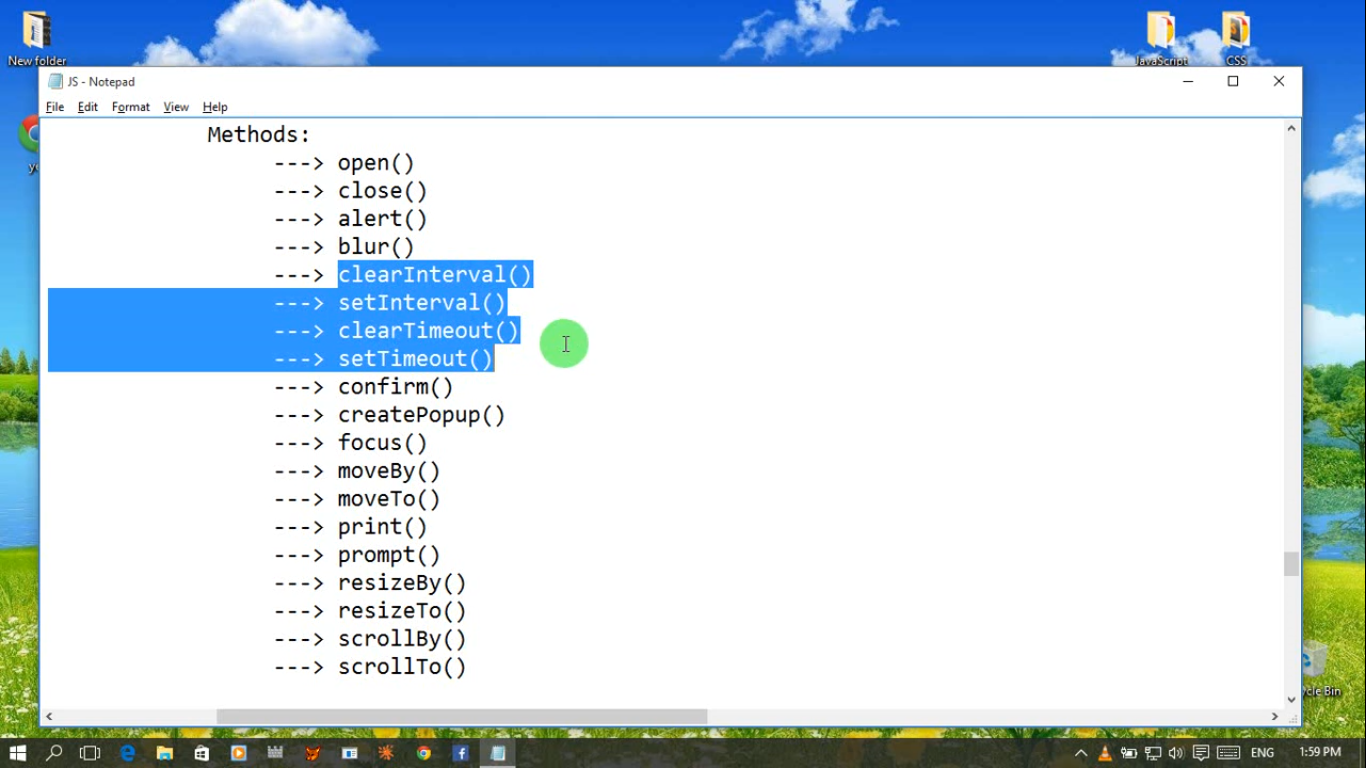 New folder
JavaScript
CSS
JS - Notepad
File Edit Format View Help
Methods:
---> open()
---> close()
---> alert()
---> blur()
---> clearInterval()
---> setInterval()
---> clearTimeout()
---> setTimeout()
---> confirm()
---> createPopup()
---> focus()
---> moveBy()
---> moveTo()
---> print()
---> prompt()
---> resizeBy()
---> resizeTo()
---> scrollBy()
---> scrollTo()
ycle Bin
ENG 1:59 PM